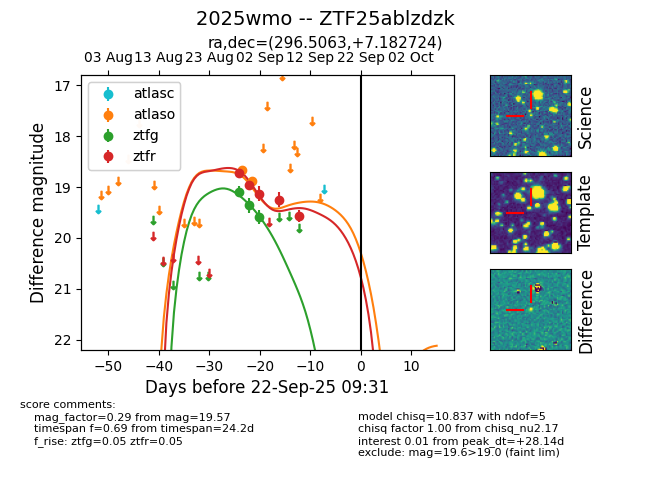 2025wmo -- ZTF25ablzdzk
ra,dec=(296.5063,+7.182724)
03 Aug 13 Aug 23 Aug 02 Sep 12 Sep 22 Sep 02 Oct
atlasc
atlaso
ztfg
ztfr
17
18
19
20
21
22
Difference magnitude
−50 −40 −30 −20 −10 0 10
Days before 22-Sep-25 09:31
Science
Template
Difference
score comments:
mag_factor=0.29 from mag=19.57
timespan f=0.69 from timespan=24.2d
f_rise: ztfg=0.05 ztfr=0.05
model chisq=10.837 with ndof=5
chisq factor 1.00 from chisq_nu2.17
interest 0.01 from peak_dt=+28.14d
exclude: mag=19.6>19.0 (faint lim)